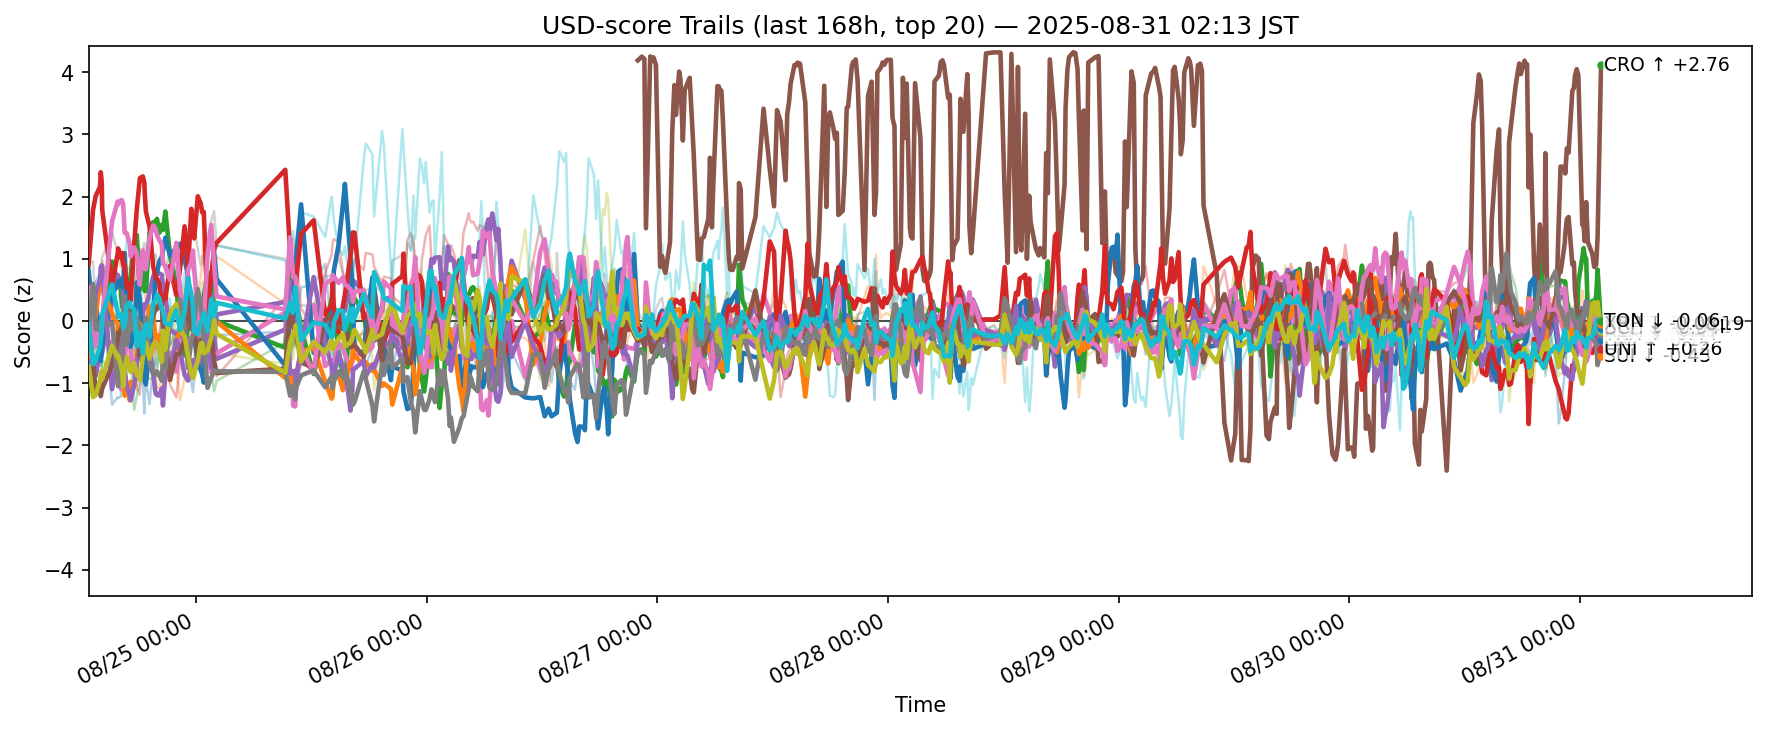 USD-score Trails (last 168h, top 20) — 2025-08-31 02:13 JST
Score (z)
4
3
2
1
0
−1
−2
−3
−4
CRO ↑ +2.76
TON ↓ -0.06
UNI ↑ +0.26
08/25 00:00
08/26 00:00
08/27 00:00
08/28 00:00
08/29 00:00
08/30 00:00
08/31 00:00
Time